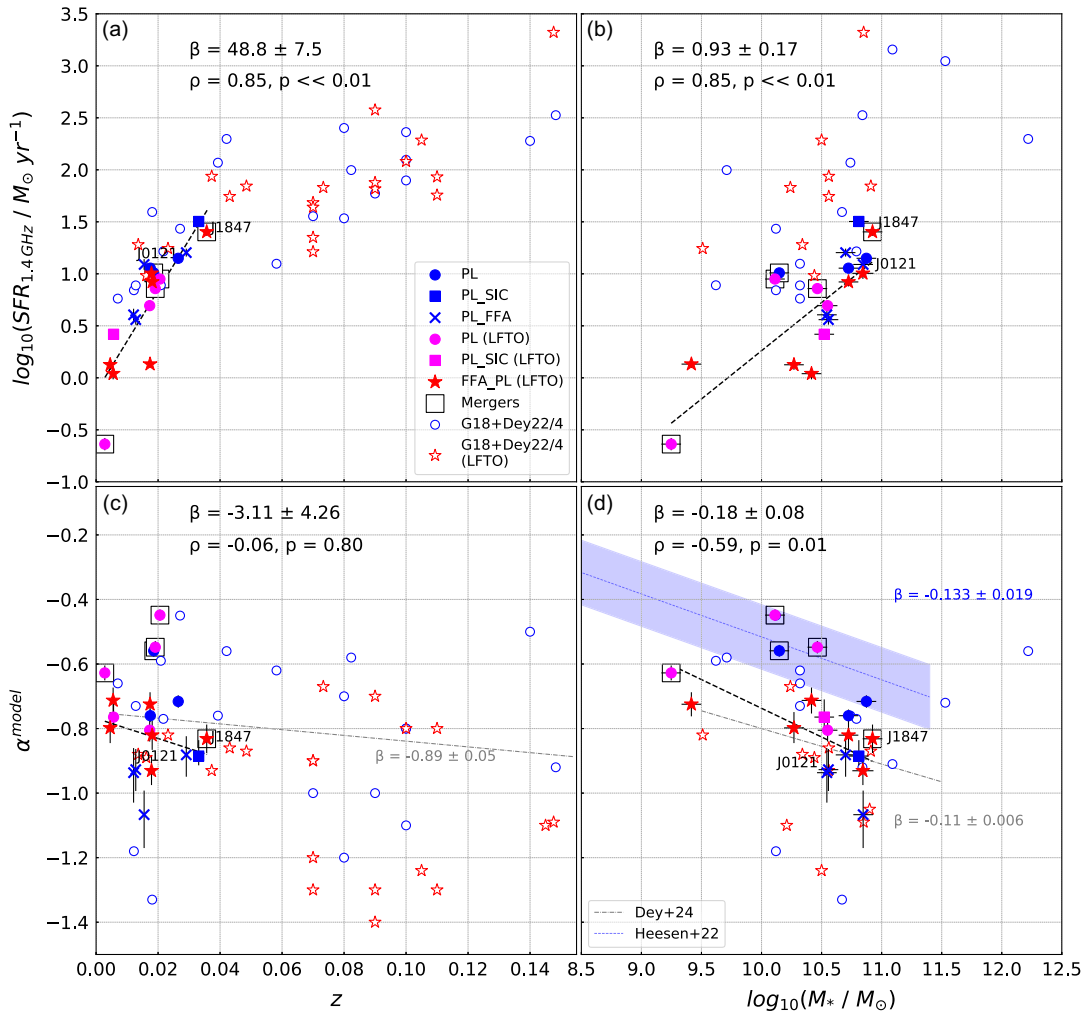 (a)
β = 48.8 ± 7.5
ρ = 0.85, p << 0.01
(b)
β = 0.93 ± 0.17
ρ = 0.85, p << 0.01
3.5
3.0
2.5
2.0
1.5
1.0
0.5
0.0
−0.5
−1.0
log10(SFR1.4 GHz / M⊙ yr−1)
J1847
J0121
J1847
J0121
PL
PL_SIC
PL_FFA
PL (LFTO)
PL_SIC (LFTO)
FFA_PL (LFTO)
Mergers
G18+Dey22/4
G18+Dey22/4
(LFTO)
(c)
β = -3.11 ± 4.26
ρ = -0.06, p = 0.80
(d)
β = -0.18 ± 0.08
ρ = -0.59, p = 0.01
−0.2
−0.4
−0.6
−0.8
−1.0
−1.2
−1.4
αmodel
J1847
J0121
β = -0.89 ± 0.05
β = -0.133 ± 0.019
J1847
J0121
β = -0.11 ± 0.006
Dey+24
Heesen+22
0.00 0.02 0.04 0.06 0.08 0.10 0.12 0.14
8.5 9.0 9.5 10.0 10.5 11.0 11.5 12.0 12.5
z
log10(M* / M⊙)